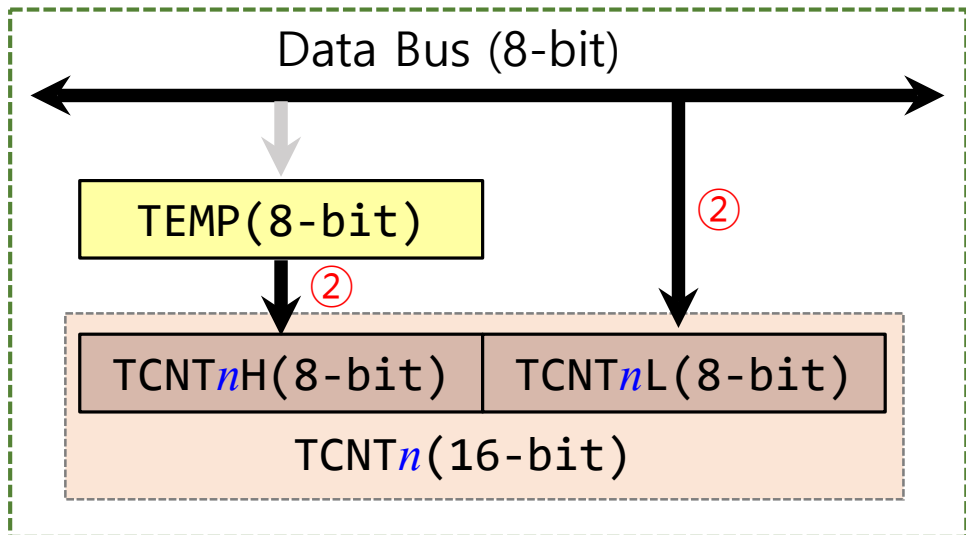 Data Bus (8-bit)
TEMP(8-bit)
②
②
TCNTnH(8-bit) TCNTnL(8-bit)
TCNTn(16-bit)